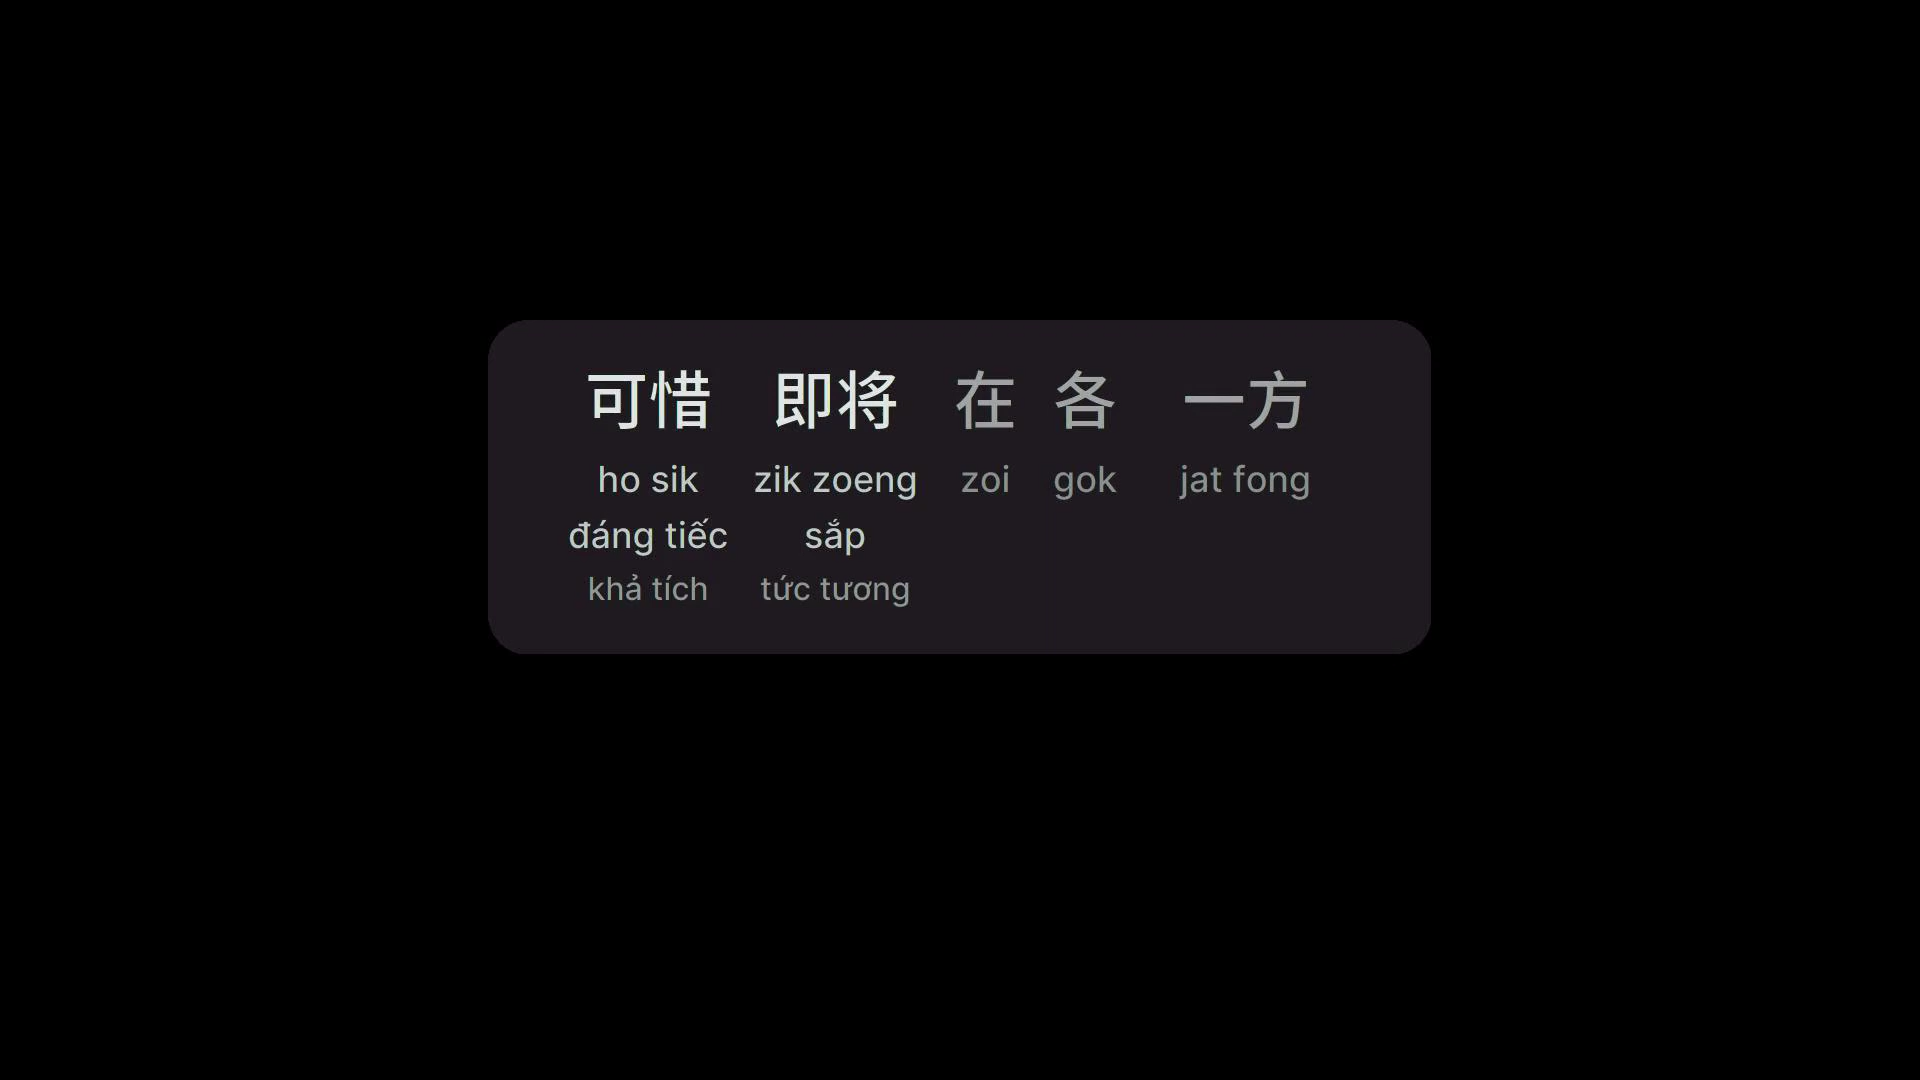 可惜 即将 在 各 一方
ho sik zik zoeng zoi gok jat fong
đáng tiếc sắp
khả tích tức tương